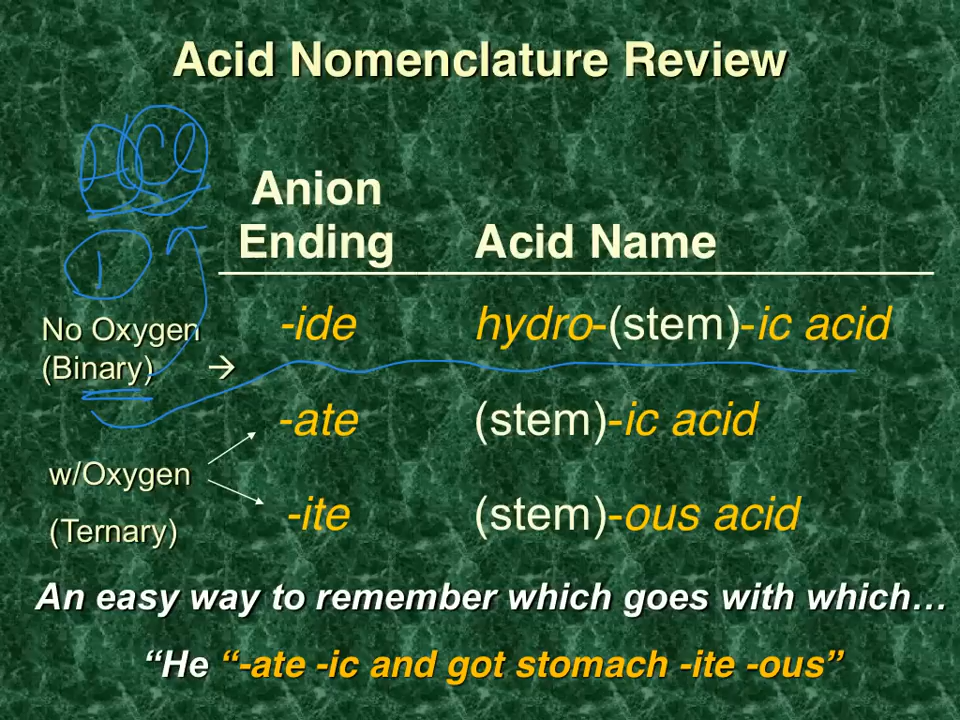 Acid Nomenclature Review
HCl
Anion
Ending Acid Name
No Oxygen
(Binary) →
-ide hydro-(stem)-ic acid
-ate (stem)-ic acid
w/Oxygen
(Ternary)
-ite (stem)-ous acid
An easy way to remember which goes with which…
“He “-ate -ic and got stomach -ite -ous”